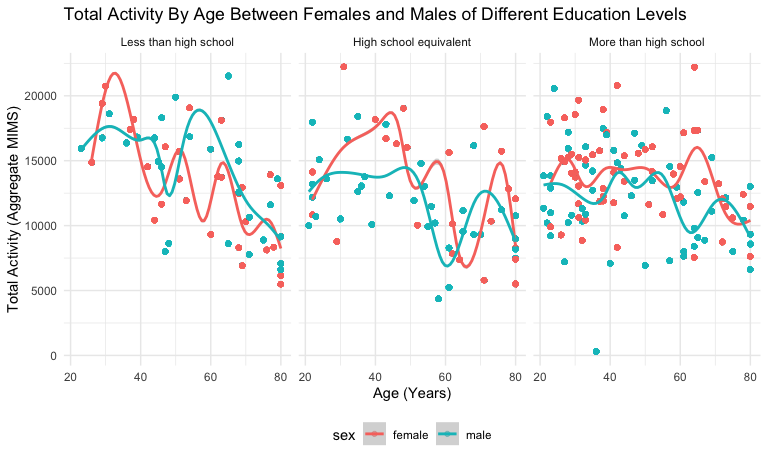 Total Activity By Age Between Females and Males of Different Education Levels
Less than high school
High school equivalent
More than high school
Total Activity (Aggregate MIMS)
20000
15000
10000
5000
0
20 40 60 80
20 40 60 80
20 40 60 80
Age (Years)
sex female male